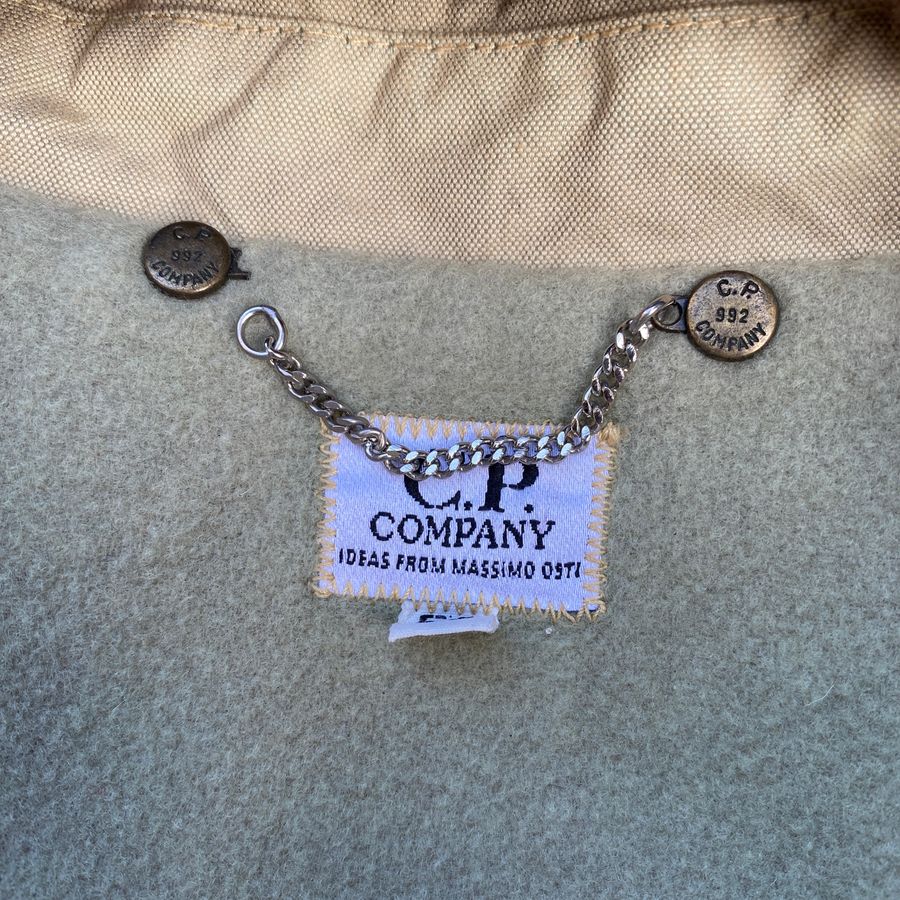 C.P.
992
COMPANY
C.P.
992
COMPANY
C.P.
COMPANY
IDEAS FROM MASSIMO OSTI